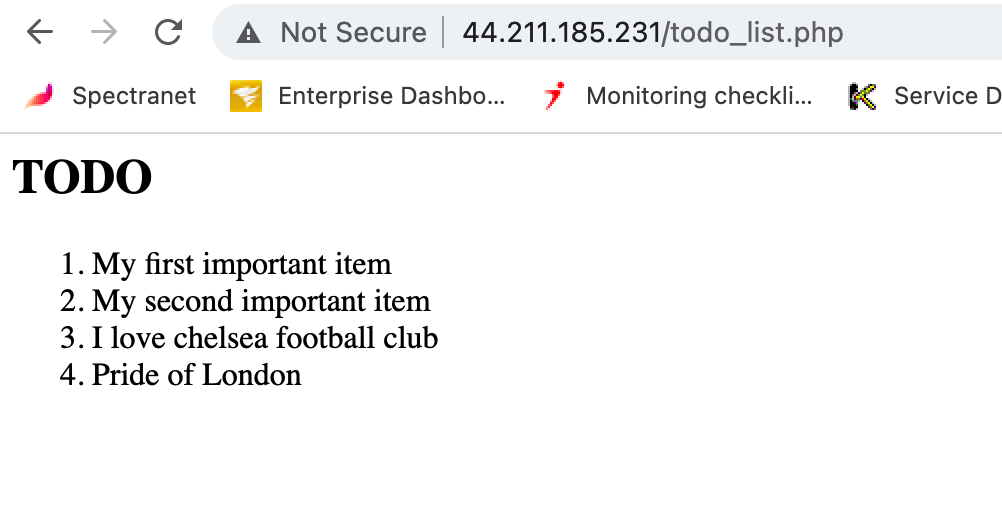 Not Secure 44.211.185.231/todo_list.php
Spectranet Enterprise Dashbo... Monitoring checkli... Service D
TODO
1. My first important item
2. My second important item
3. I love chelsea football club
4. Pride of London